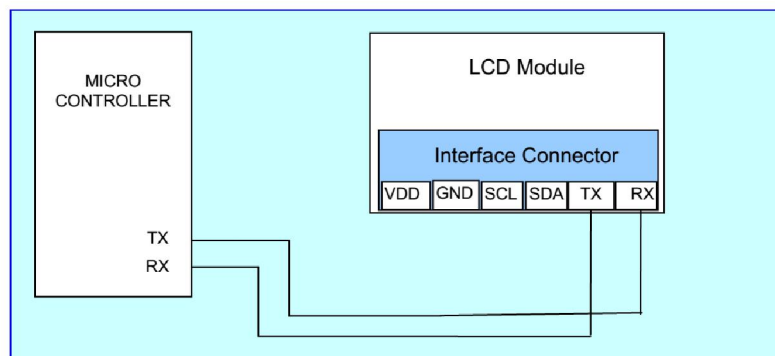 MICRO
CONTROLLER
TX
RX
LCD Module
Interface Connector
VDD GND SCL SDA TX RX